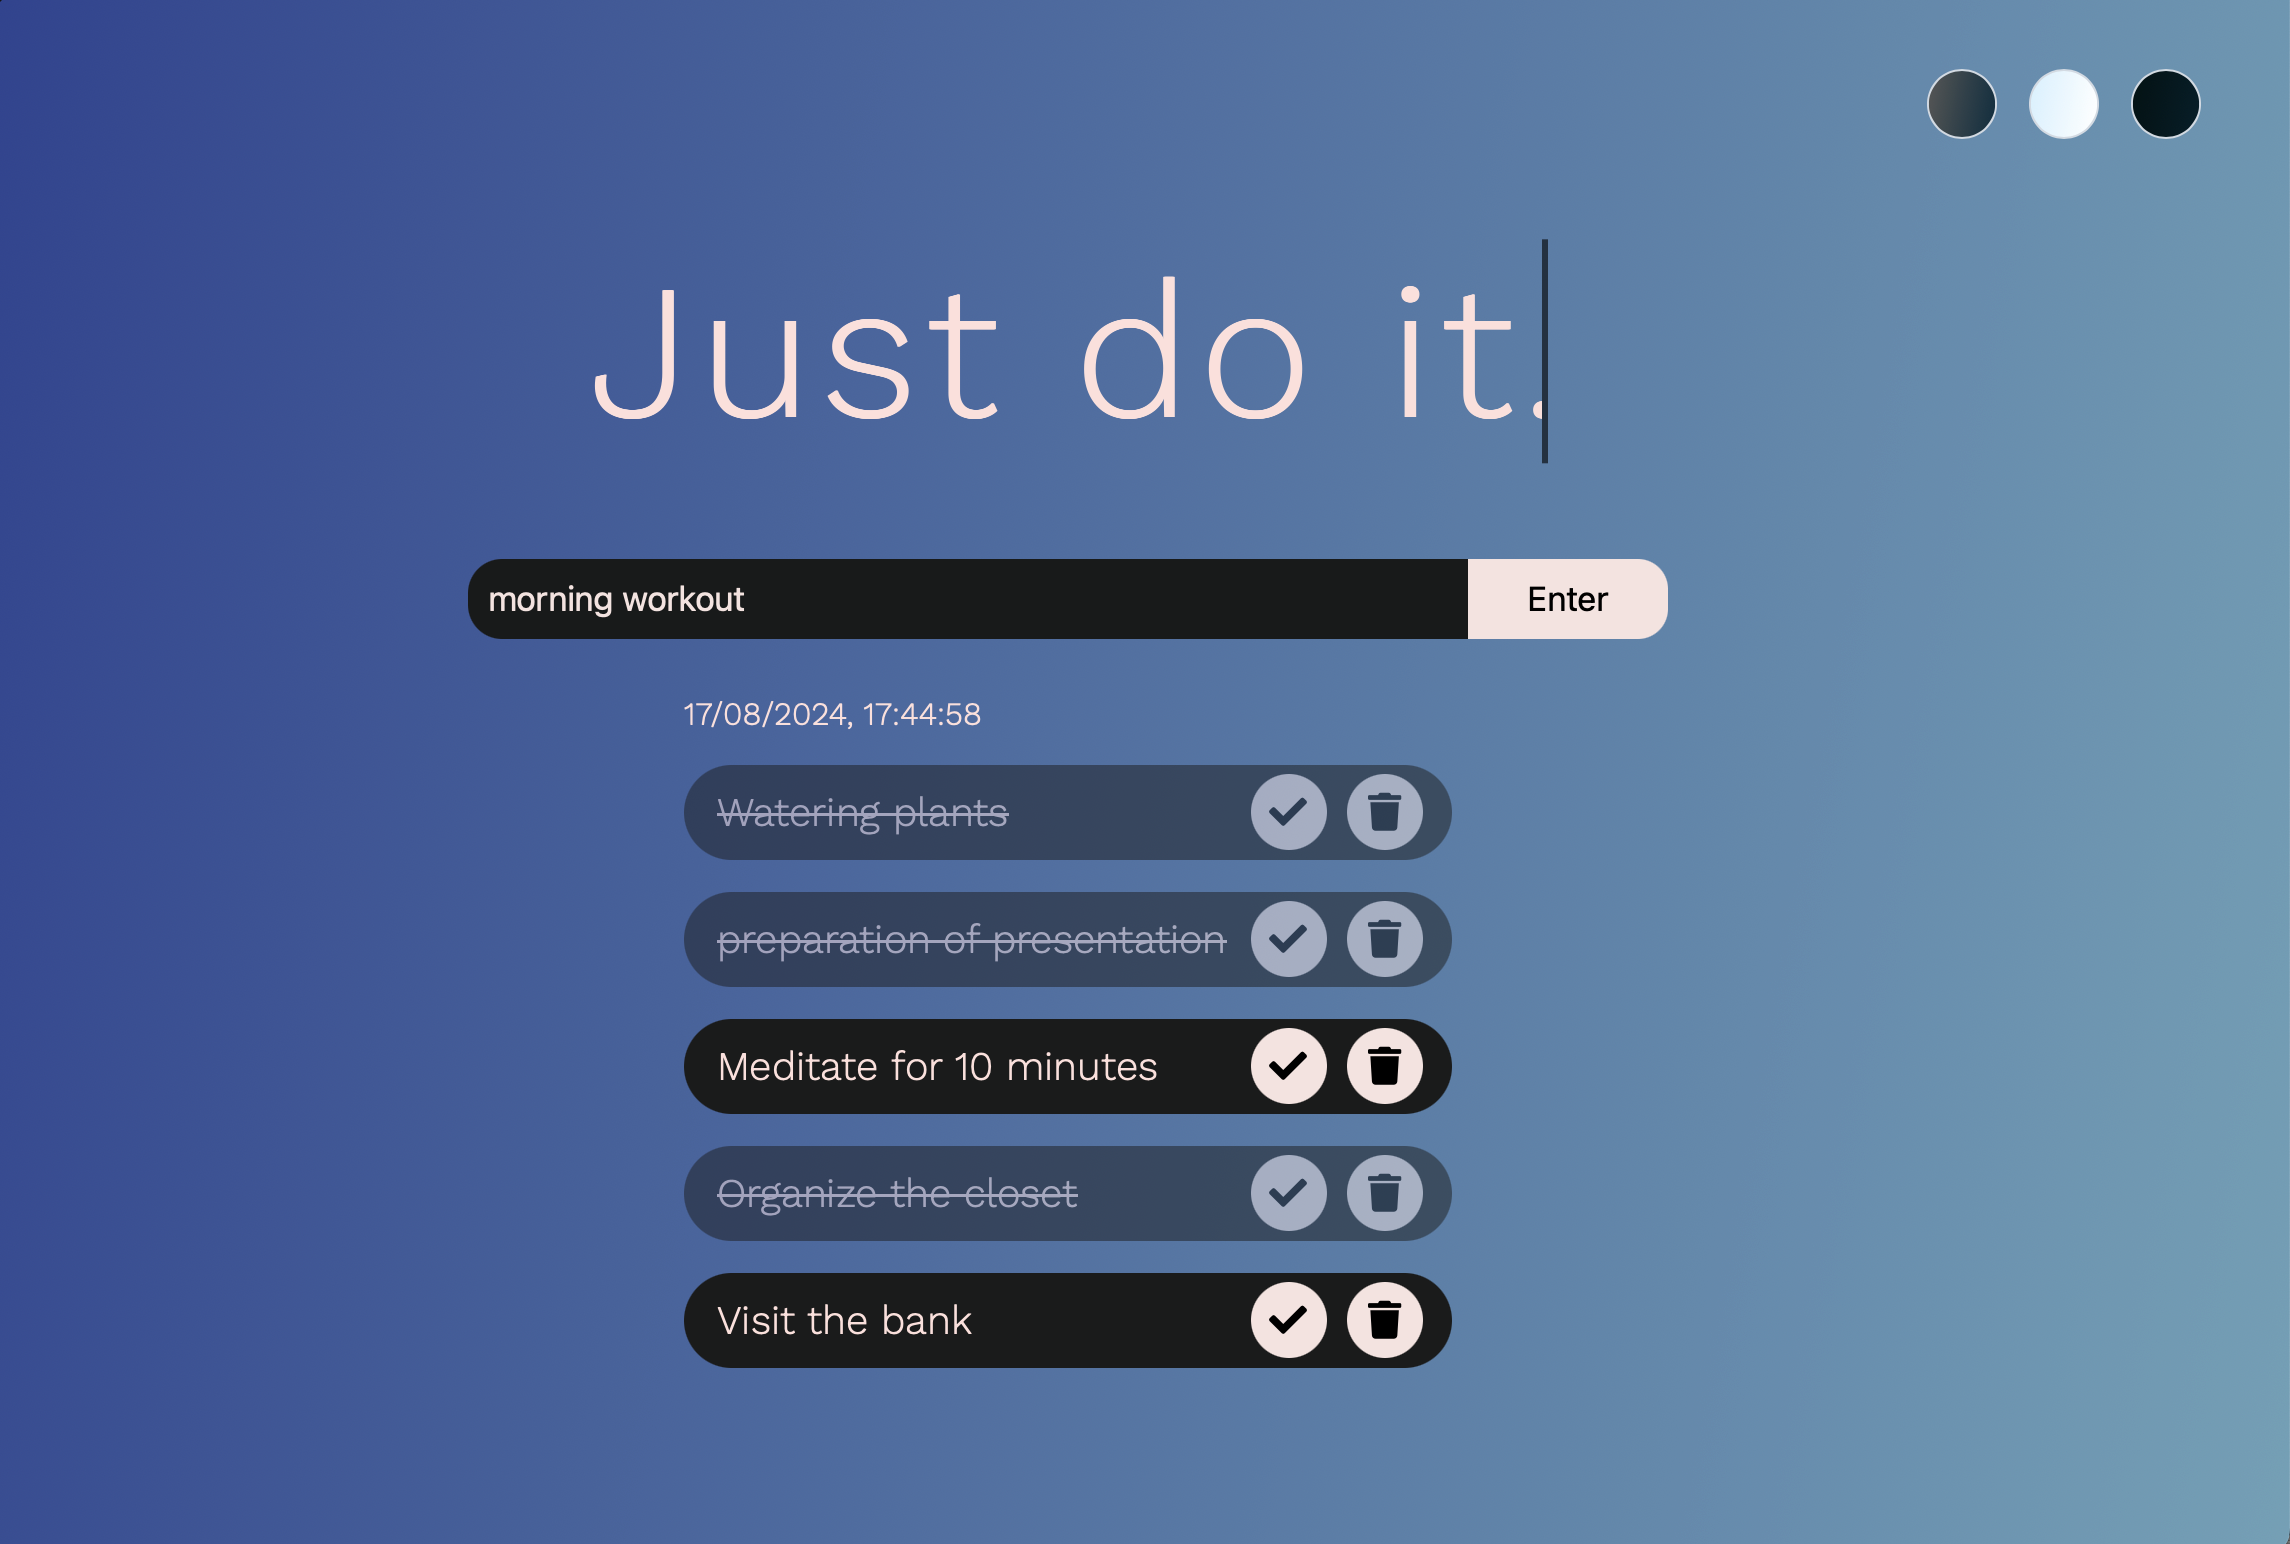 Just do it.
morning workout
Enter
17/08/2024, 17:44:58
Watering plants
preparation of presentation
Meditate for 10 minutes
Organize the closet
Visit the bank